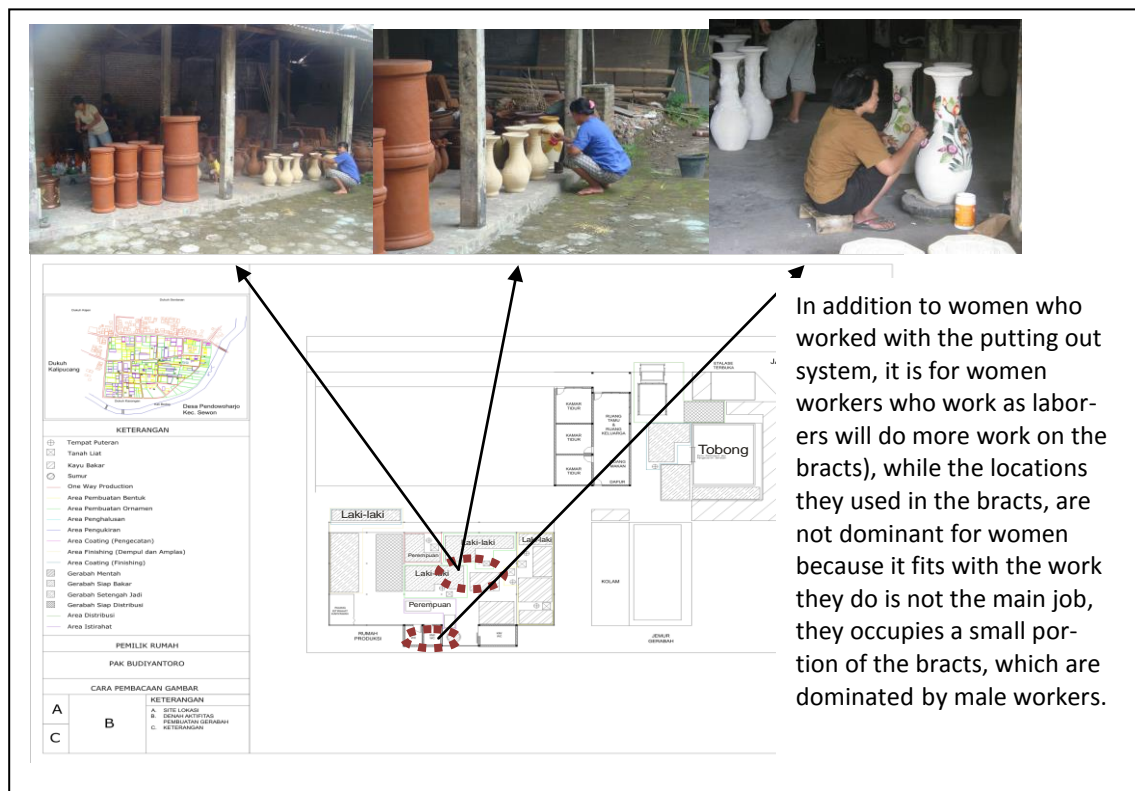 In addition to women who
worked with the putting out
system, it is for women
workers who work as labor-
ers will do more work on the
bracts), while the locations
they used in the bracts, are
not dominant for women
because it fits with the work
they do is not the main job,
they occupies a small por-
tion of the bracts, which are
dominated by male workers.
Dukuh
Kalipucang
Desa Pendowoharjo
Kec. Sewon
KETERANGAN
Tempat Puteran
Tanah Liat
Kayu Bakar
Sumur
One Way Production
Area Pembuatan Bentuk
Area Pembuatan Ornamen
Area Penghalusan
Area Pengukiran
Area Coating (Pengecatan)
Area Finishing (Dempul dan Amplas)
Area Coating (Finishing)
Gerabah Mentah
Gerabah Siap Bakar
Gerabah Setengah Jadi
Gerabah Siap Distribusi
Area Distribusi
Area Istirahat
PEMILIK RUMAH
PAK BUDIYANTORO
CARA PEMBACAAN GAMBAR
A
B
C
KETERANGAN
A. SITE LOKASI
B. DENAH AKTIFITAS
PEMBUATAN GERABAH
C. KETERANGAN
ETALASE
TERBUKA
JA
KAMAR
TIDUR
KAMAR
TIDUR
KAMAR
TIDUR
RUANG
TAMU
&
RUANG
KELUARGA
DAPUR
Tobong
Laki-laki
Laki-laki
Laki-laki
Perempuan
Laki-laki
Perempuan
KOLAM
RUMAH
PRODUKSI
JEMUR
GERABAH